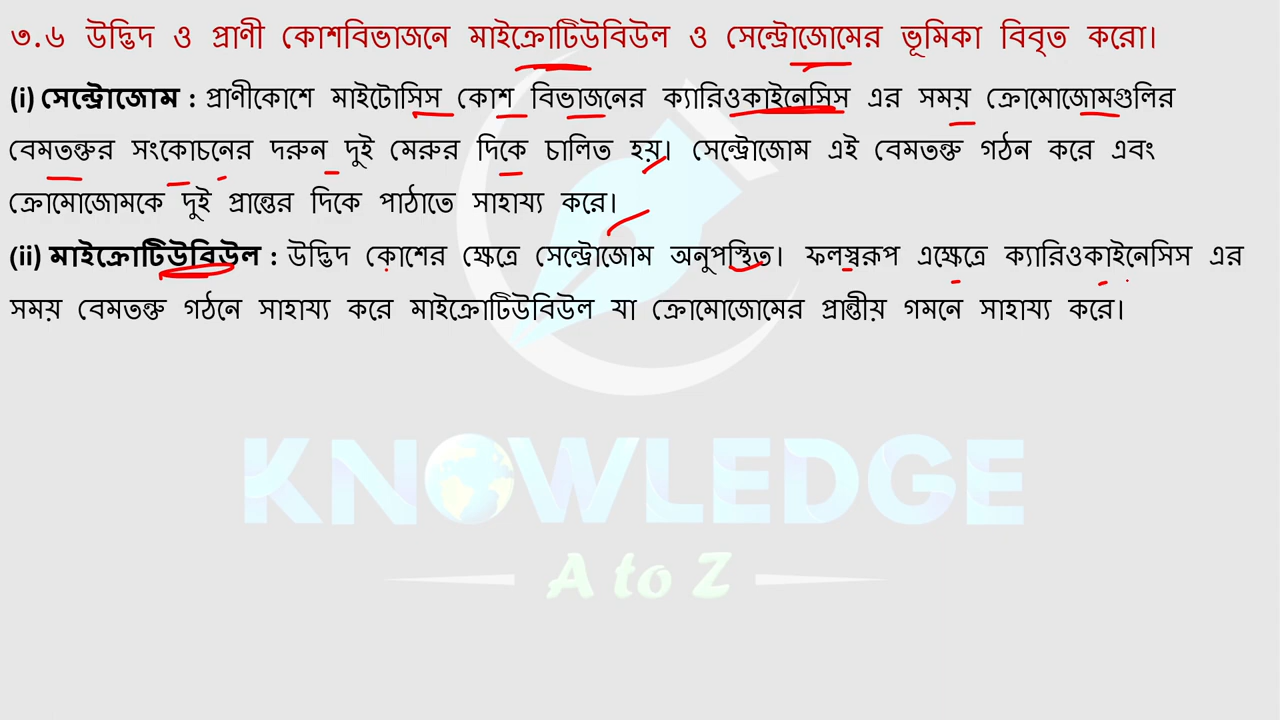 ৩.৬ উদ্ভিদ ও প্রাণী কোশবিভাজনে মাইক্রোটিউবিউল ও সেন্ট্রোজোমের ভূমিকা বিবৃত করো।
(i) সেন্ট্রোজোম : প্রাণীকোশে মাইটোসিস কোশ বিভাজনের ক্যারিওকাইনেসিস এর সময় ক্রোমোজোমগুলির
বেমতন্তুর সংকোচনের দরুন দুই মেরুর দিকে চালিত হয়। সেন্ট্রোজোম এই বেমতন্তু গঠন করে এবং
ক্রোমোজোমকে দুই প্রান্তের দিকে পাঠাতে সাহায্য করে।
(ii) মাইক্রোটিউবিউল : উদ্ভিদ কোশের ক্ষেত্রে সেন্ট্রোজোম অনুপস্থিত। ফলস্বরূপ এক্ষেত্রে ক্যারিওকাইনেসিস এর
সময় বেমতন্তু গঠনে সাহায্য করে মাইক্রোটিউবিউল যা ক্রোমোজোমের প্রান্তীয় গমনে সাহায্য করে।
KNOWLEDGE
A to Z